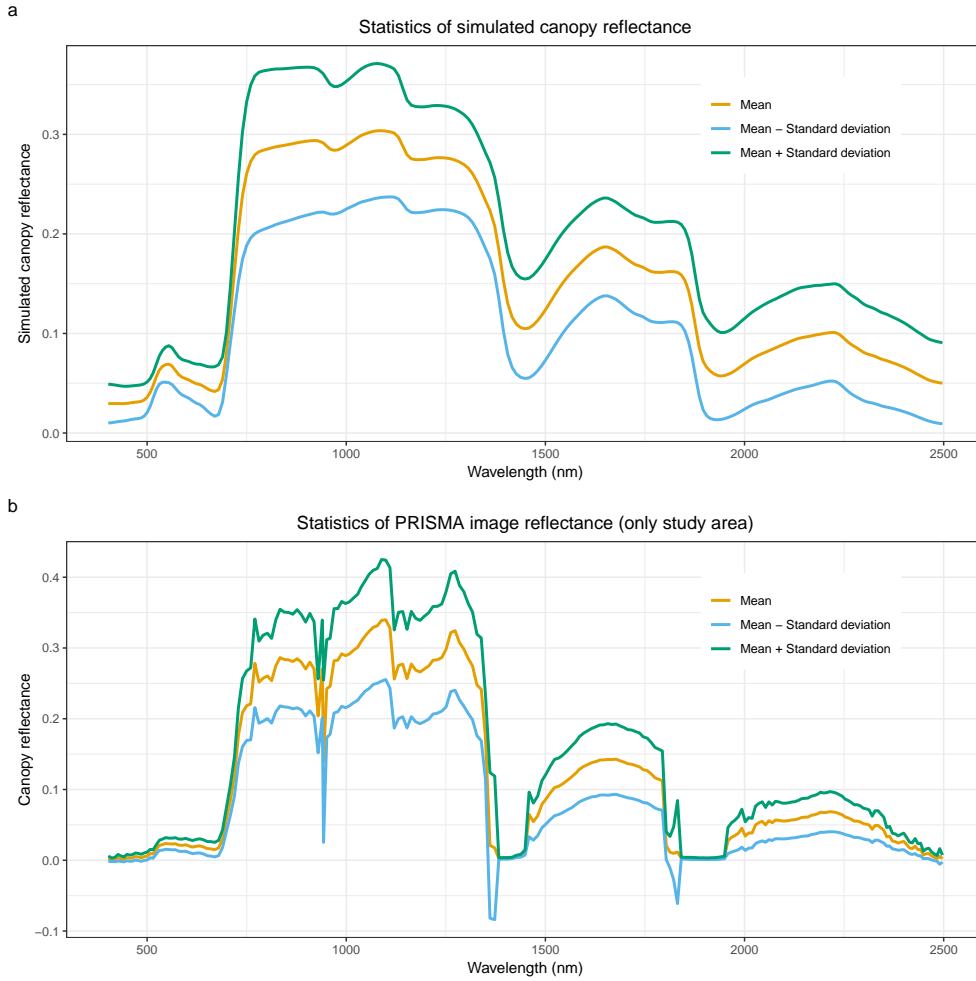 a
Statistics of simulated canopy reflectance
Simulated canopy reflectance
0.3
0.2
0.1
0.0
Mean
Mean − Standard deviation
Mean + Standard deviation
500
1000
1500
2000
2500
Wavelength (nm)
b
Statistics of PRISMA image reflectance (only study area)
Canopy reflectance
0.4
0.3
0.2
0.1
0.0
−0.1
Mean
Mean − Standard deviation
Mean + Standard deviation
500
1000
1500
2000
2500
Wavelength (nm)